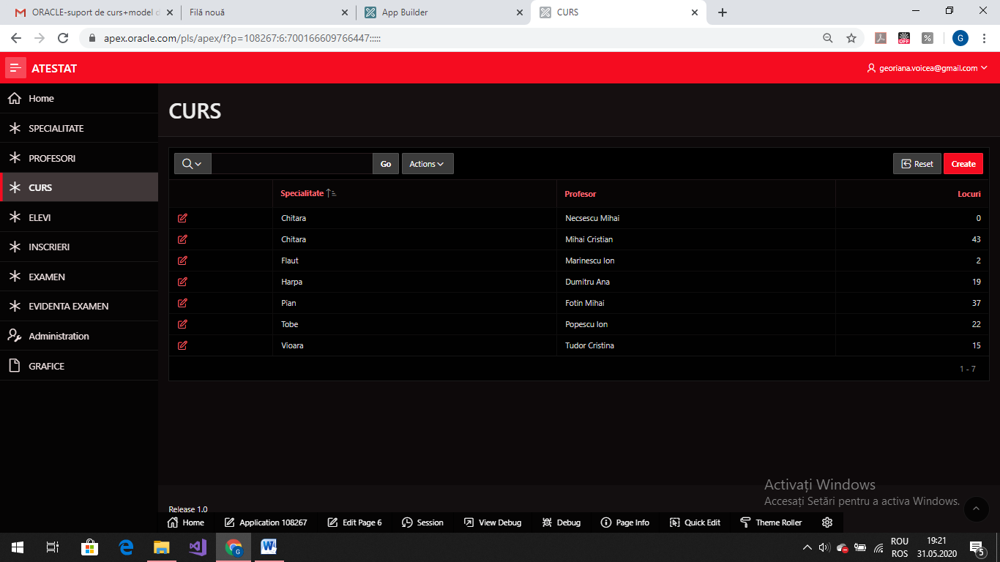 ORACLE-suport de curs+model d
Filă nouă
App Builder
CURS
apex.oracle.com/pls/apex/f?p=108267:6:700166609766447:::::
OFF
%
G
ATESTAT
georiana.voicea@gmail.com
Home
SPECIALITATE
PROFESORI
CURS
ELEVI
INSCRIERI
EXAMEN
EVIDENTA EXAMEN
Administration
GRAFICE
CURS
Go Actions Reset Create
Specialitate Profesor Locuri
Chitara Necsescu Mihai 0
Chitara Mihai Cristian 43
Flaut Marinescu Ion 2
Harpa Dumitru Ana 19
Pian Fotin Mihai 37
Tobe Popescu Ion 22
Vioara Tudor Cristina 15
1 - 7
Activați Windows
Accesați Setări pentru a activa Windows.
Release 1.0
Home Application 108267 Edit Page 6 Session View Debug Debug Page Info Quick Edit Theme Roller
G
W
ROU
ROS
19:21
31.05.2020
5